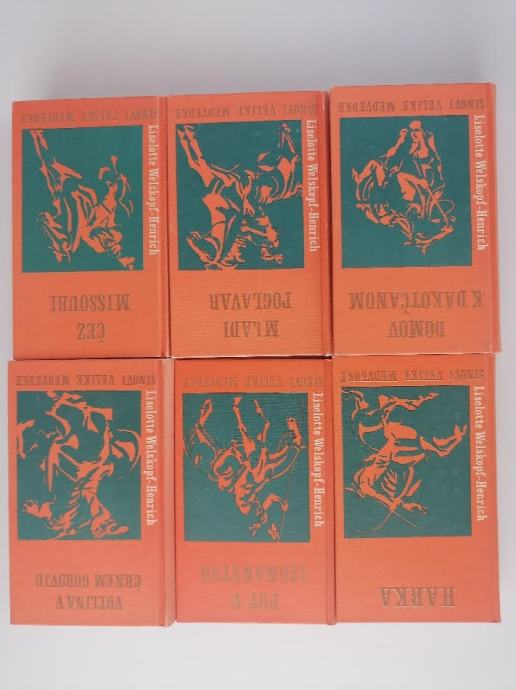 SINOVI VELIKE MEDVEDKE
Liselotte Welskopf-Henrich
ČEZ
MISSOURI
SINOVI VELIKE MEDVEDKE
Liselotte Welskopf-Henrich
MLADI
POGLAVAR
SINOVI VELIKE MEDVEDKE
Liselotte Welskopf-Henrich
DOMOV
K DAKOTČANOM
SINOVI VELIKE MEDVEDKE
Liselotte Welskopf-Henrich
VOTLINA V
ČRNEM GOROVJU
SINOVI VELIKE MEDVEDKE
Liselotte Welskopf-Henrich
POT V
IZGNANSTVO
SINOVI VELIKE MEDVEDKE
Liselotte Welskopf-Henrich
HARKA